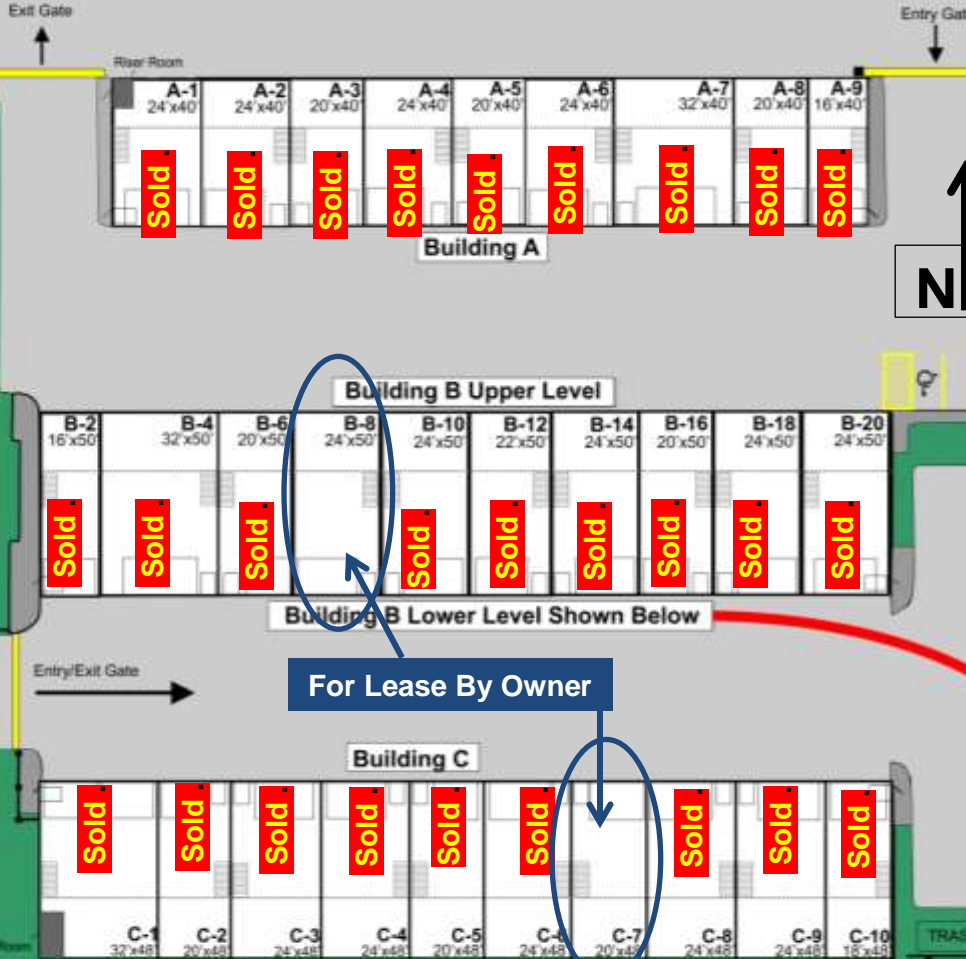 Exit Gate
Entry Gat
Riser Room
A-1 A-2 A-3 A-4 A-5 A-6 A-7 A-8 A-9
24'x40' 24'x40' 20'x40' 24'x40' 20'x40' 24'x40' 32'x40' 20'x40' 16'x40'
Sold Sold Sold Sold Sold Sold Sold Sold Sold
Building A
N
Building B Upper Level
B-2 B-4 B-6 B-8 B-10 B-12 B-14 B-16 B-18 B-20
16'x50' 32'x50' 20'x50' 24'x50' 24'x50' 22'x50' 24'x50' 20'x50' 24'x50' 24'x50'
Sold Sold Sold Sold Sold Sold Sold Sold Sold
Building B Lower Level Shown Below
Entry/Exit Gate
For Lease By Owner
Building C
Sold Sold Sold Sold Sold Sold Sold Sold Sold
C-1 C-2 C-3 C-4 C-5 C-6 C-7 C-8 C-9 C-10
32'x48' 20'x48' 24'x48' 24'x48' 20'x48' 24'x48' 20'x48' 24'x48' 24'x48' 18'x48'
Room
TRAS